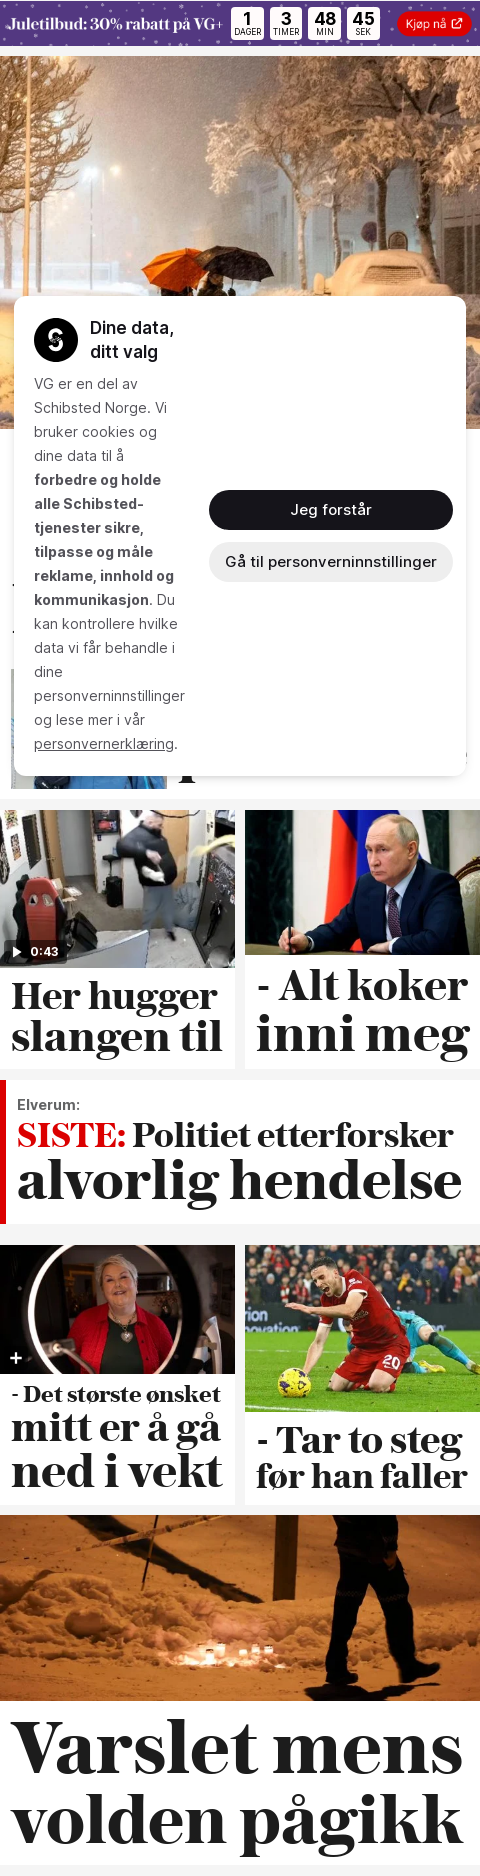 Juletilbud: 30% rabatt på VG+
1 3 48 45
DAGER TIMER MIN SEK
Kjøp nå
Dine data,
ditt valg
VG er en del av
Schibsted Norge. Vi
bruker cookies og
dine data til å
forbedre og holde
alle Schibsted-
tjenester sikre,
tilpasse og måle
reklame, innhold og
kommunikasjon. Du
kan kontrollere hvilke
data vi får behandle i
dine
personverninnstillinger
og lese mer i vår
personvernerklæring.
Jeg forstår
Gå til personverninnstillinger
0:43
Her hugger
slangen til
- Alt koker
inni meg
Elverum:
SISTE: Politiet etterforsker
alvorlig hendelse
- Det største ønsket
mitt er å gå
ned i vekt
20
- Tar to steg
før han faller
Varslet mens
volden pågikk